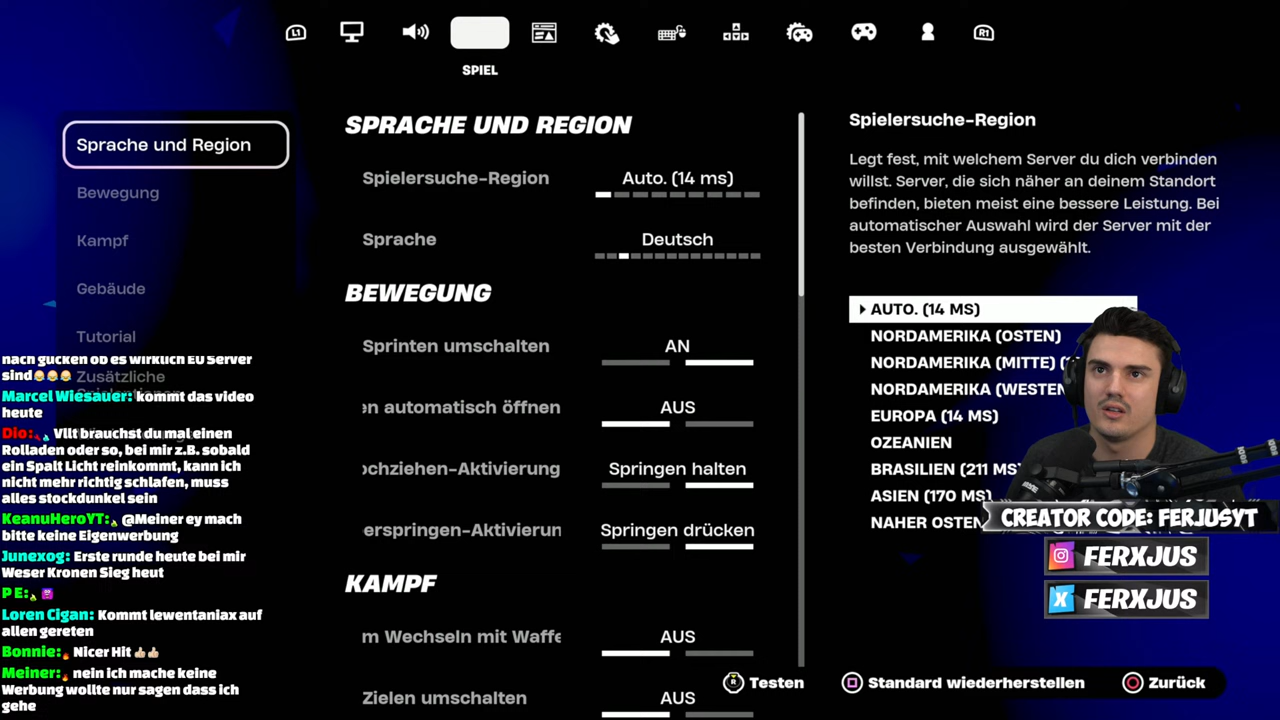 L1
R1
SPIEL
Sprache und Region
Bewegung
Kampf
Gebäude
Tutorial
Zusätzliche
SPRACHE UND REGION
Spielersuche-Region
Auto. (14 ms)
Sprache
Deutsch
BEWEGUNG
Sprinten umschalten
AN
en automatisch öffnen
AUS
ochziehen-Aktivierung
Springen halten
erspringen-Aktivierun
Springen drücken
KAMPF
m Wechseln mit Waffe
AUS
Zielen umschalten
AUS
Spielersuche-Region
Legt fest, mit welchem Server du dich verbinden
willst. Server, die sich näher an deinem Standort
befinden, bieten meist eine bessere Leistung. Bei
automatischer Auswahl wird der Server mit der
besten Verbindung ausgewählt.
AUTO. (14 MS)
NORDAMERIKA (OSTEN)
NORDAMERIKA (MITTE)
NORDAMERIKA (WESTEN
EUROPA (14 MS)
OZEANIEN
BRASILIEN (211 MS)
ASIEN (170 MS)
NAHER OSTEN
CREATOR CODE: FERJUSYT
FERXJUS
FERXJUS
nach gucken ob es wirklich EU Server
sind😂😂😂
Marcel Wiesauer: kommt das video
heute
Dio: Vllt brauchst du mal einen
Rolladen oder so, bei mir z.B. sobald
ein Spalt Licht reinkommt, kann ich
nicht mehr richtig schlafen, muss
alles stockdunkel sein
KeanuHeroYT: @Meiner ey mach
bitte keine Eigenwerbung
Junexog: Erste runde heute bei mir
Weser Kronen Sieg heut
P E:
Loren Cigan: Kommt lewentaniax auf
allen gereten
Bonnie: Nicer Hit 👍🏼👍🏼
Meiner: nein ich mache keine
Werbung wollte nur sagen dass ich
gehe
Testen
Standard wiederherstellen
Zurück